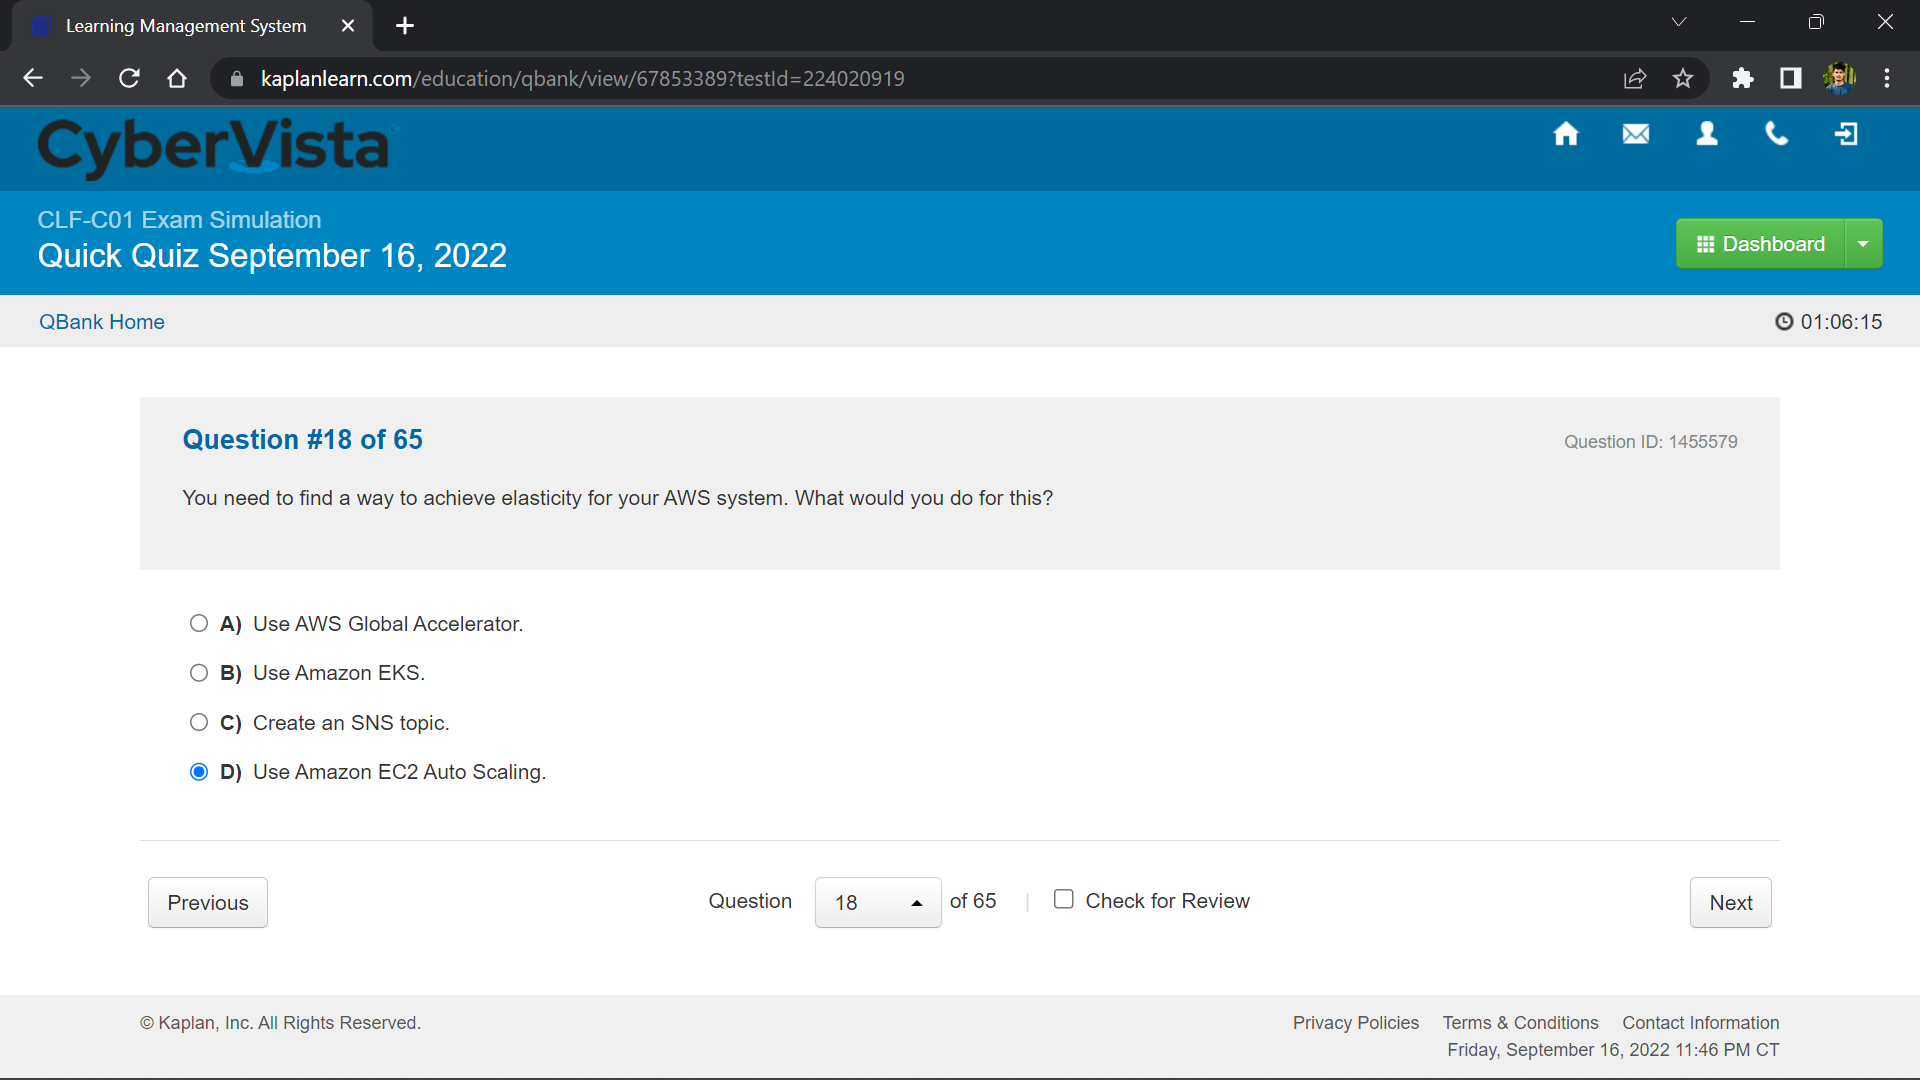 Learning Management System
kaplanlearn.com/education/qbank/view/67853389?testId=224020919
CyberVista
CLF-C01 Exam Simulation
Quick Quiz September 16, 2022
Dashboard
QBank Home
01:06:15
Question #18 of 65
Question ID: 1455579
You need to find a way to achieve elasticity for your AWS system. What would you do for this?
A) Use AWS Global Accelerator.
B) Use Amazon EKS.
C) Create an SNS topic.
D) Use Amazon EC2 Auto Scaling.
Previous
Question 18 of 65 | Check for Review
Next
© Kaplan, Inc. All Rights Reserved.
Privacy Policies Terms & Conditions Contact Information
Friday, September 16, 2022 11:46 PM CT